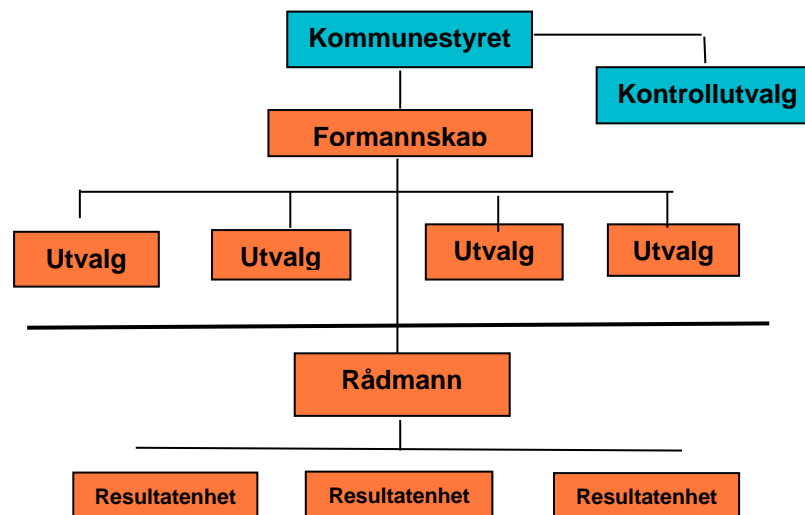 Kommunestyret
Kontrollutvalg
Formannskap
Utvalg
Utvalg
Utvalg
Utvalg
Rådmann
Resultatenhet
Resultatenhet
Resultatenhet